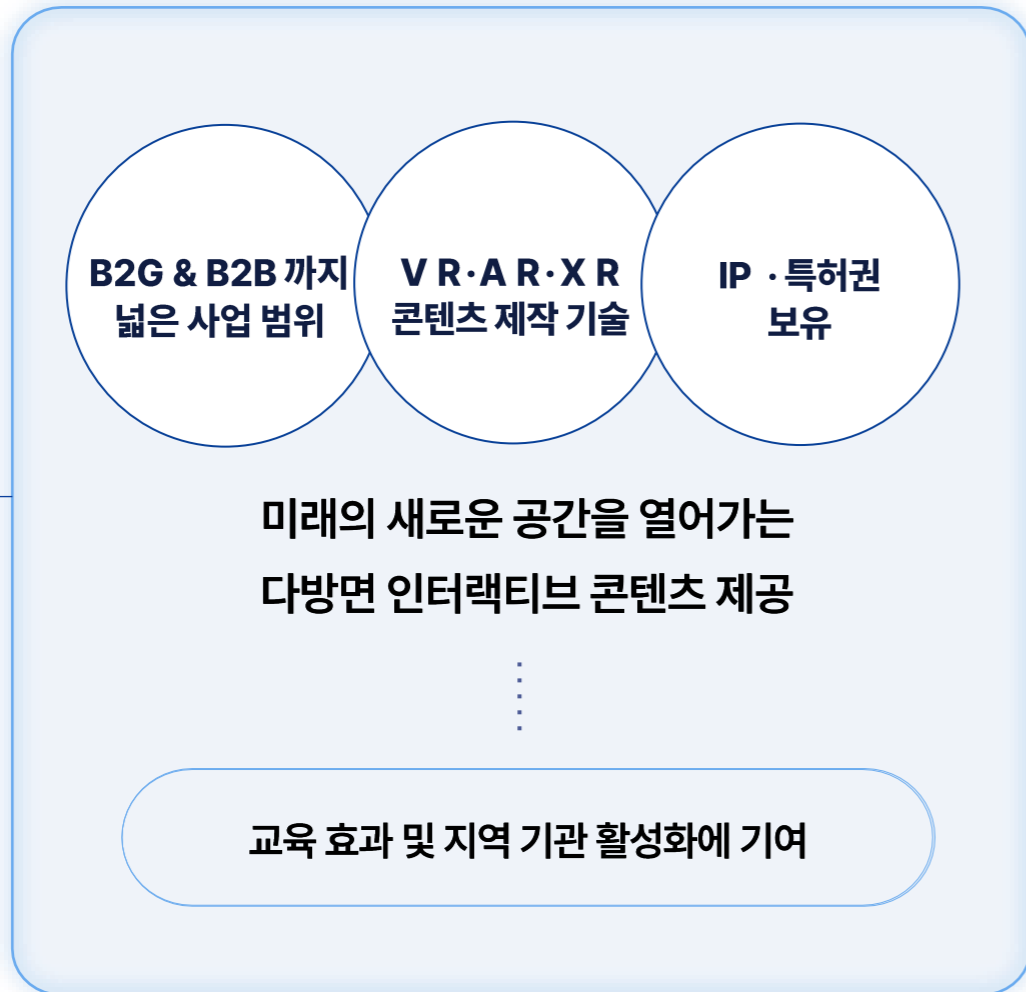 B2G & B2B 까지
넓은 사업 범위
V R·A R·X R
콘텐츠 제작 기술
IP ·특허권
보유
미래의 새로운 공간을 열어가는
다방면 인터랙티브 콘텐츠 제공
교육 효과 및 지역 기관 활성화에 기여